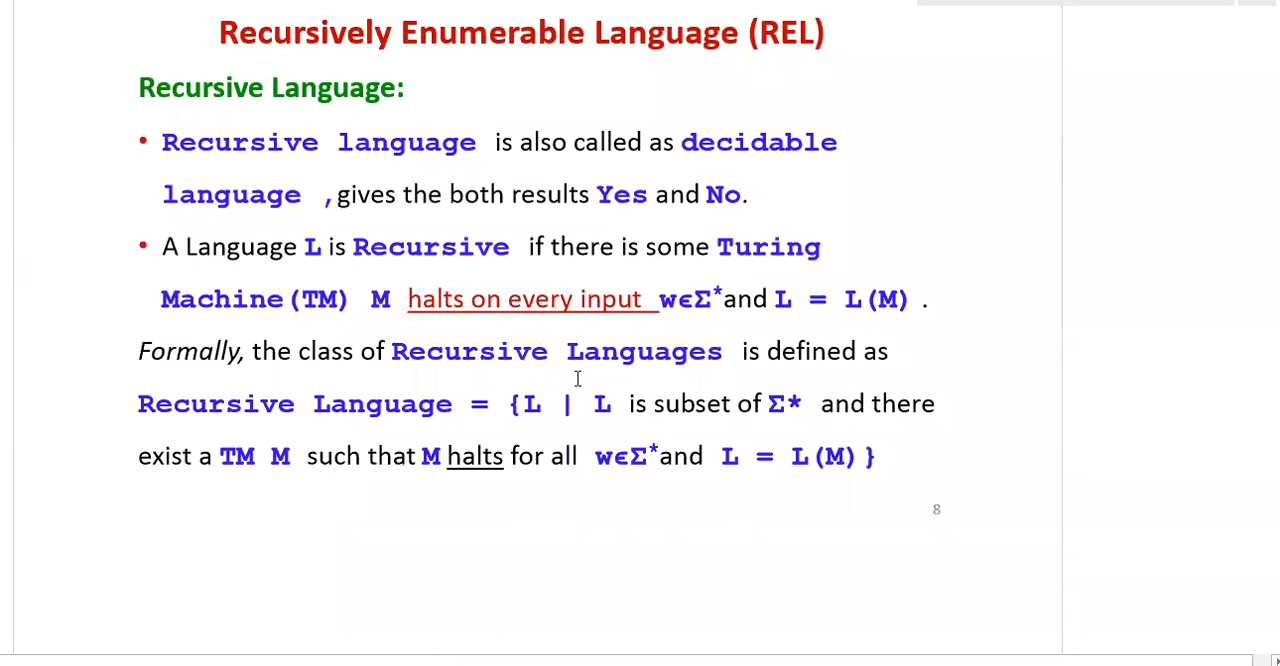 Recursively Enumerable Language (REL)
Recursive Language:
• Recursive language is also called as decidable
language ,gives the both results Yes and No.
• A Language L is Recursive if there is some Turing
Machine(TM) M halts on every input wϵΣ*and L = L(M) .
Formally, the class of Recursive Languages is defined as
Recursive Language = {L | L is subset of Σ* and there
exist a TM M such that M halts for all wϵΣ*and L = L(M)}
8